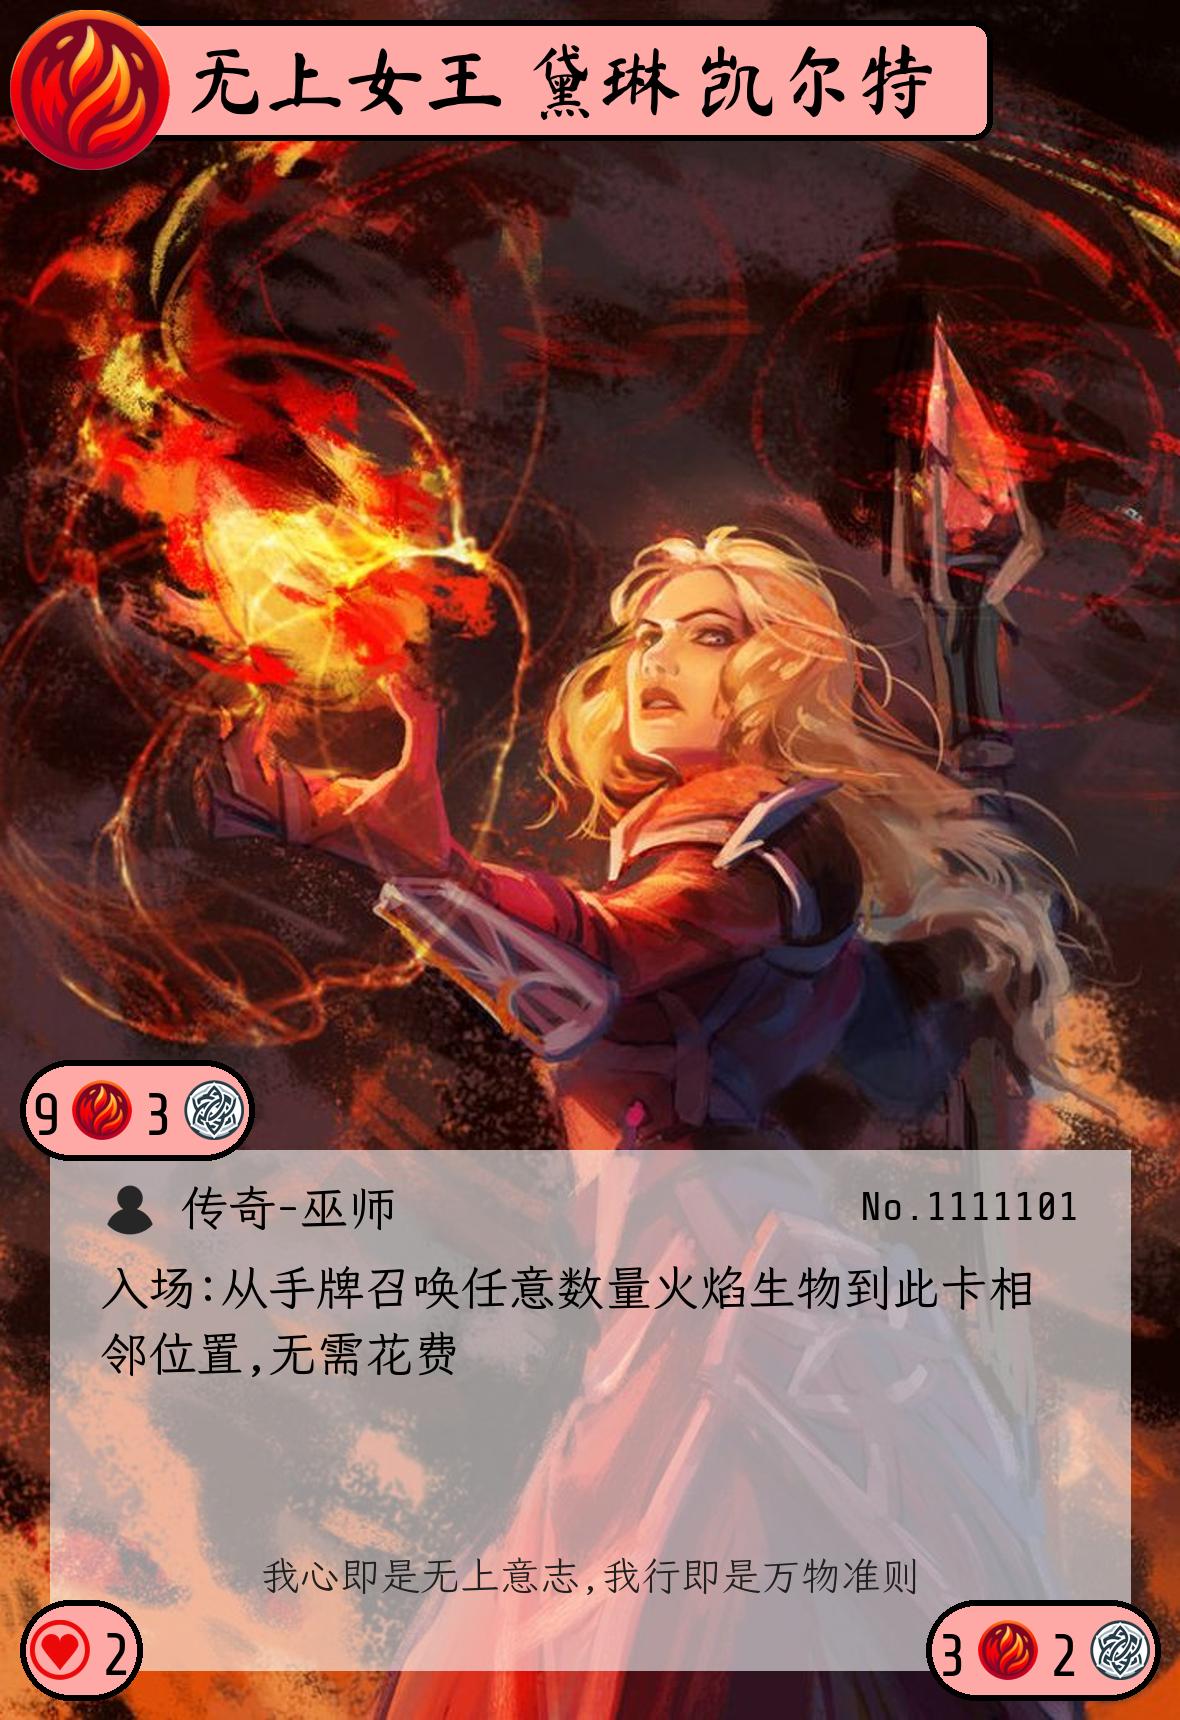 无上女王 黛琳凯尔特
9 3
传奇-巫师
No.1111101
入场:从手牌召唤任意数量火焰生物到此卡相
邻位置,无需花费
我心即是无上意志,我行即是万物准则
2
3 2